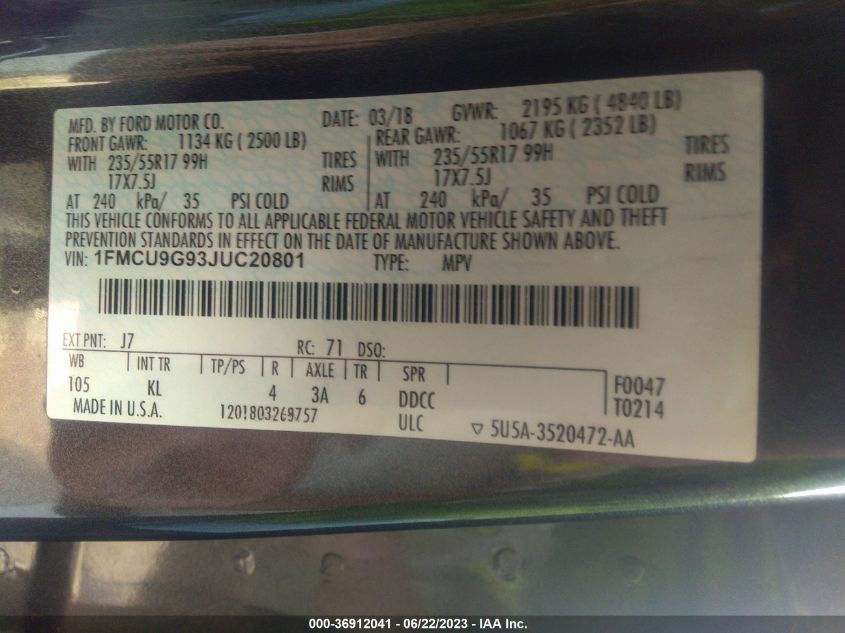 MFD. BY FORD MOTOR CO. DATE: 03/18 GVWR: 2195 KG ( 4840 LB)
FRONT GAWR: 1134 KG ( 2500 LB) REAR GAWR: 1067 KG ( 2352 LB)
WITH 235/55R17 99H TIRES WITH 235/55R17 99H TIRES
17X7.5J RIMS 17X7.5J RIMS
AT 240 kPa/ 35 PSI COLD AT 240 kPa/ 35 PSI COLD
THIS VEHICLE CONFORMS TO ALL APPLICABLE FEDERAL MOTOR VEHICLE SAFETY AND THEFT
PREVENTION STANDARDS IN EFFECT ON THE DATE OF MANUFACTURE SHOWN ABOVE.
VIN: 1FMCU9G93JUC20801 TYPE: MPV
EXT PNT: J7 RC: 71 DSO:
WB INT TR TP/PS R AXLE TR SPR
105 KL 4 3A 6 DDCC F0047
MADE IN U.S.A. 1201803269757 ULC ▽ 5U5A-3520472-AA T0214
000-36912041 - 06/22/2023 - IAA Inc.